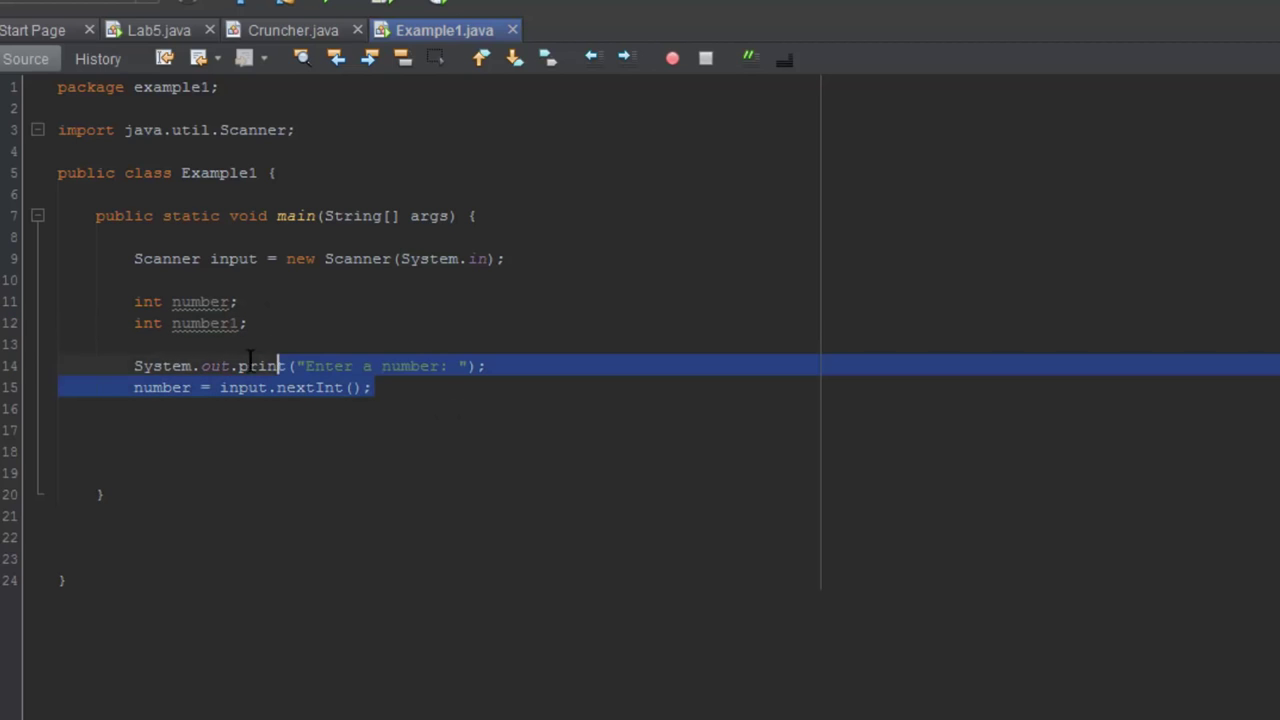 Start Page Lab5.java Cruncher.java Example1.java
Source History
1 package example1;
2
3 import java.util.Scanner;
4
5 public class Example1 {
6
7 public static void main(String[] args) {
8
9 Scanner input = new Scanner(System.in);
10
11 int number;
12 int number1;
13
14 System.out.print("Enter a number: ");
15 number = input.nextInt();
16
17
18
19
20 }
21
22
23
24 }